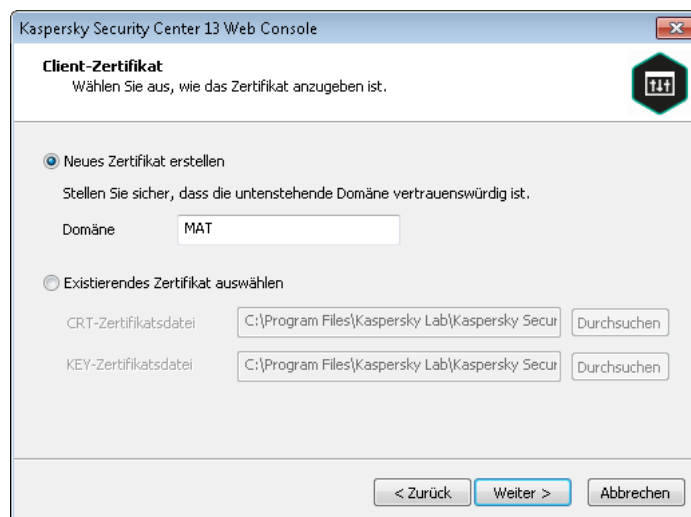 Kaspersky Security Center 13 Web Console
Client-Zertifikat
Wählen Sie aus, wie das Zertifikat anzugeben ist.
Neues Zertifikat erstellen
Stellen Sie sicher, dass die untenstehende Domäne vertrauenswürdig ist.
Domäne MAT
Existierendes Zertifikat auswählen
CRT-Zertifikatsdatei C:\Program Files\Kaspersky Lab\Kaspersky Secur Durchsuchen
KEY-Zertifikatsdatei C:\Program Files\Kaspersky Lab\Kaspersky Secur Durchsuchen
< Zurück Weiter > Abbrechen